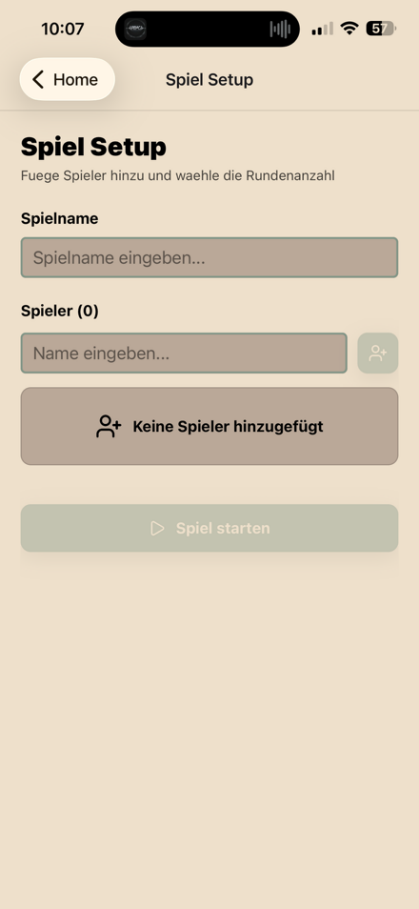 10:07
57
Home
Spiel Setup
Spiel Setup
Fuege Spieler hinzu und waehle die Rundenanzahl
Spielname
Spielname eingeben...
Spieler (0)
Name eingeben...
Keine Spieler hinzugefügt
Spiel starten